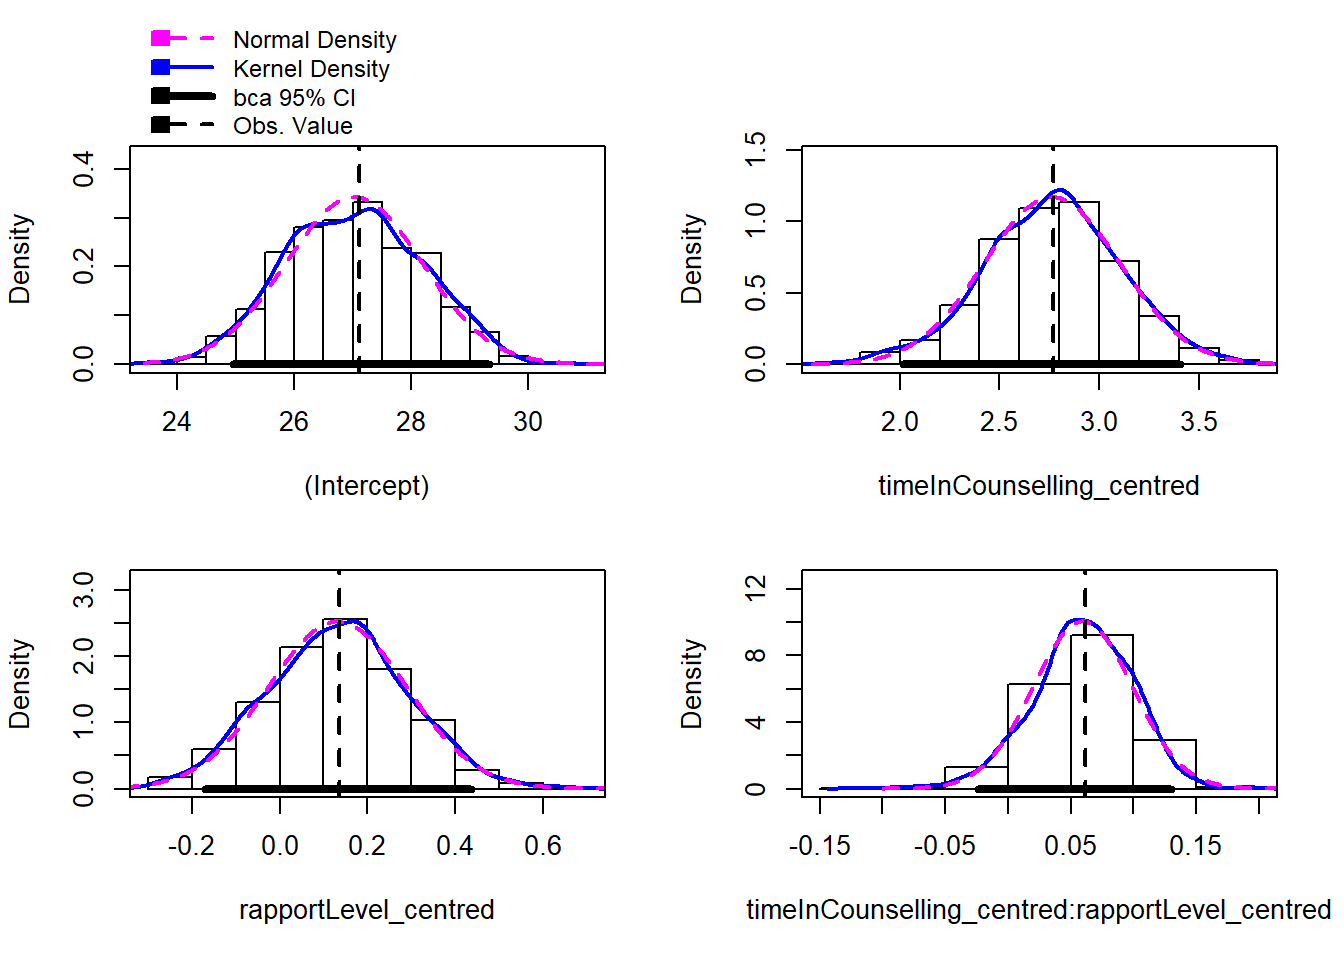 Normal Density
Kernel Density
bca 95% CI
Obs. Value
Density
0.0 0.2 0.4
24 26 28 30
(Intercept)
Density
0.0 0.5 1.0 1.5
2.0 2.5 3.0 3.5
timeInCounselling_centred
Density
0.0 1.0 2.0 3.0
-0.2 0.0 0.2 0.4 0.6
rapportLevel_centred
Density
0 4 8 12
-0.15 -0.05 0.05 0.15
timeInCounselling_centred:rapportLevel_centred